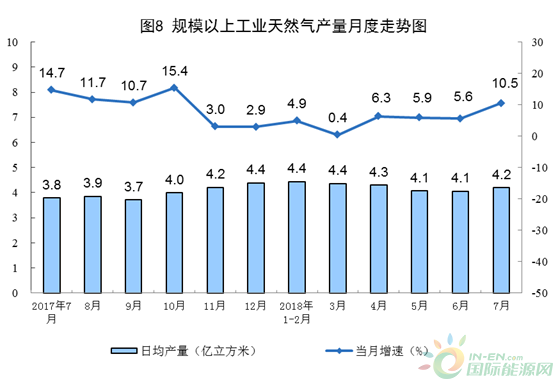 图8 规模以上工业天然气产量月度走势图
10 30
9 20
8 10
7 0
6 -10
5 -20
4 -30
3 -40
2 -50
1
0
14.7 11.7 10.7 15.4 3.0 2.9 4.9 0.4 6.3 5.9 5.6 10.5
3.8 3.9 3.7 4.0 4.2 4.4 4.4 4.4 4.3 4.1 4.1 4.2
2017年7月 8月 9月 10月 11月 12月 2018年1-2月 3月 4月 5月 6月 7月
日均产量（亿立方米） 当月增速（%）
IN-EN.com
国际能源网